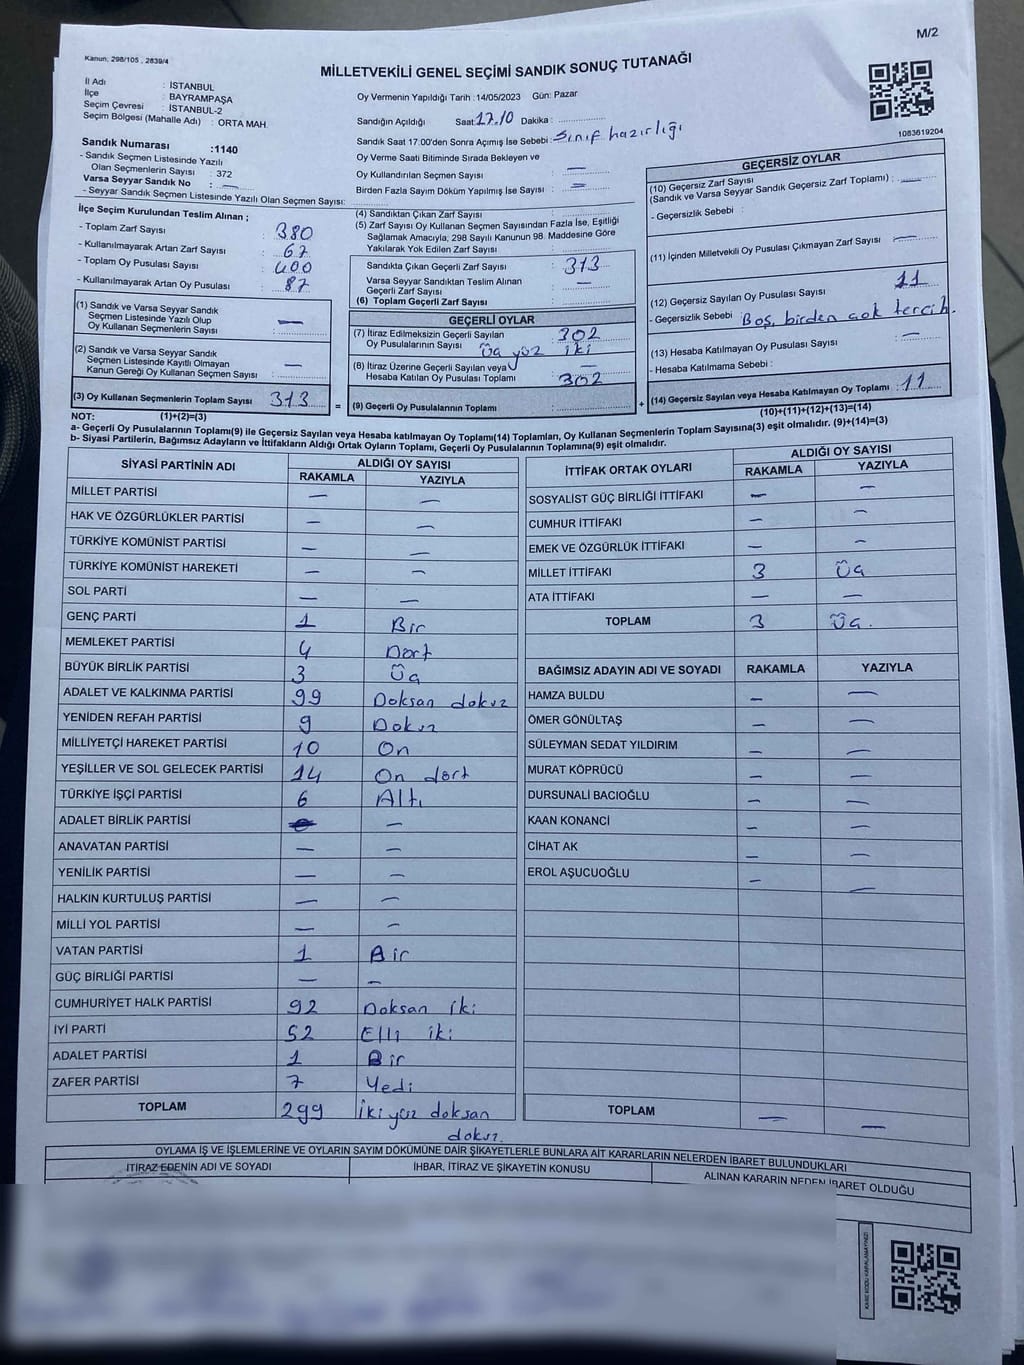 M/2
Kanun, 298/105 , 2839/4
MİLLETVEKİLİ GENEL SEÇİMİ SANDIK SONUÇ TUTANAĞI
İl Adı : İSTANBUL
İlçe : BAYRAMPAŞA
Seçim Çevresi : İSTANBUL-2
Seçim Bölgesi (Mahalle Adı) : ORTA MAH.
Sandık Numarası :1140
- Sandık Seçmen Listesinde Yazılı
Olan Seçmenlerin Sayısı : 372
Varsa Seyyar Sandık No : —
- Seyyar Sandık Seçmen Listesinde Yazılı Olan Seçmen Sayısı:
Oy Vermenin Yapıldığı Tarih :14/05/2023 Gün: Pazar
Sandığın Açıldığı Saat:17.10 Dakika :
Sandık Saat 17:00'den Sonra Açımış İse Sebebi: Sınıf hazırlığı
Oy Verme Saati Bitiminde Sırada Bekleyen ve
Oy Kullandırılan Seçmen Sayısı : —
Birden Fazla Sayım Döküm Yapılmış İse Sayısı : —
1083619204
İlçe Seçim Kurulundan Teslim Alınan ;
- Toplam Zarf Sayısı : 380
- Kullanılmayarak Artan Zarf Sayısı : 67
- Toplam Oy Pusulası Sayısı : 400
- Kullanılmayarak Artan Oy Pusulası : 87
(1) Sandık ve Varsa Seyyar Sandık
Seçmen Listesinde Yazılı Olup
Oy Kullanan Seçmenlerin Sayısı : —
(2) Sandık ve Varsa Seyyar Sandık
Seçmen Listesinde Kayıtlı Olmayan
Kanun Gereği Oy Kullanan Seçmen Sayısı : —
(3) Oy Kullanan Seçmenlerin Toplam Sayısı : 313
(4) Sandıktan Çıkan Zarf Sayısı :
(5) Zarf Sayısı Oy Kullanan Seçmen Sayısından Fazla İse, Eşitliği
Sağlamak Amacıyla, 298 Sayılı Kanunun 98. Maddesine Göre
Yakılarak Yok Edilen Zarf Sayısı :
Sandıkta Çıkan Geçerli Zarf Sayısı : 313
Varsa Seyyar Sandıktan Teslim Alınan
Geçerli Zarf Sayısı : —
(6) Toplam Geçerli Zarf Sayısı :
GEÇERLİ OYLAR
(7) İtiraz Edilmeksizin Geçerli Sayılan
Oy Pusulalarının Sayısı : 302
Üç yüz iki
(8) İtiraz Üzerine Geçerli Sayılan veya
Hesaba Katılan Oy Pusulası Toplamı : 302
(9) Geçerli Oy Pusulalarının Toplamı :
GEÇERSİZ OYLAR
(10) Geçersiz Zarf Sayısı
(Sandık ve Varsa Seyyar Sandık Geçersiz Zarf Toplamı) : —
- Geçersizlik Sebebi :
(11) İçinden Milletvekili Oy Pusulası Çıkmayan Zarf Sayısı : —
(12) Geçersiz Sayılan Oy Pusulası Sayısı : 11
- Geçersizlik Sebebi : Boş, birden çok tercih.
(13) Hesaba Katılmayan Oy Pusulası Sayısı : —
- Hesaba Katılmama Sebebi :
(14) Geçersiz Sayılan veya Hesaba Katılmayan Oy Toplamı : 11
NOT: (1)+(2)=(3)
(10)+(11)+(12)+(13)=(14)
a- Geçerli Oy Pusulalarının Toplamı(9) ile Geçersiz Sayılan veya Hesaba katılmayan Oy Toplamı(14) Toplamları, Oy Kullanan Seçmenlerin Toplam Sayısına(3) eşit olmalıdır. (9)+(14)=(3)
b- Siyasi Partilerin, Bağımsız Adayların ve İttifakların Aldığı Ortak Oyların Toplamı, Geçerli Oy Pusulalarının Toplamına(9) eşit olmalıdır.
SİYASİ PARTİNİN ADI ALDIĞI OY SAYISI
RAKAMLA YAZIYLA
MİLLET PARTİSİ — —
HAK VE ÖZGÜRLÜKLER PARTİSİ — —
TÜRKİYE KOMÜNİST PARTİSİ — —
TÜRKİYE KOMÜNİST HAREKETİ — —
SOL PARTİ — —
GENÇ PARTİ 1 Bir
MEMLEKET PARTİSİ 4 Dört
BÜYÜK BİRLİK PARTİSİ 3 Üç
ADALET VE KALKINMA PARTİSİ 99 Doksan dokuz
YENİDEN REFAH PARTİSİ 9 Dokuz
MİLLİYETÇİ HAREKET PARTİSİ 10 On
YEŞİLLER VE SOL GELECEK PARTİSİ 14 On dört
TÜRKİYE İŞÇİ PARTİSİ 6 Altı
ADALET BİRLİK PARTİSİ — —
ANAVATAN PARTİSİ — —
YENİLİK PARTİSİ — —
HALKIN KURTULUŞ PARTİSİ — —
MİLLİ YOL PARTİSİ — —
VATAN PARTİSİ 1 Bir
GÜÇ BİRLİĞİ PARTİSİ — —
CUMHURİYET HALK PARTİSİ 92 Doksan iki
İYİ PARTİ 52 Elli iki
ADALET PARTİSİ 1 Bir
ZAFER PARTİSİ 7 Yedi
TOPLAM 299 İki yüz doksan
dokuz.
İTTİFAK ORTAK OYLARI ALDIĞI OY SAYISI
RAKAMLA YAZIYLA
SOSYALİST GÜÇ BİRLİĞİ İTTİFAKI — —
CUMHUR İTTİFAKI — —
EMEK VE ÖZGÜRLÜK İTTİFAKI — —
MİLLET İTTİFAKI 3 Üç
ATA İTTİFAKI — —
TOPLAM 3 Üç.
BAĞIMSIZ ADAYIN ADI VE SOYADI RAKAMLA YAZIYLA
HAMZA BULDU — —
ÖMER GÖNÜLTAŞ — —
SÜLEYMAN SEDAT YILDIRIM — —
MURAT KÖPRÜCÜ — —
DURSUNALİ BACIOĞLU — —
KAAN KONANCİ — —
CİHAT AK — —
EROL AŞUCUOĞLU — —
TOPLAM — —
OYLAMA İŞ VE İŞLEMLERİNE VE OYLARIN SAYIM DÖKÜMÜNE DAİR ŞİKAYETLERLE BUNLARA AİT KARARLARIN NELERDEN İBARET BULUNDUKLARI
İTİRAZ EDENİN ADI VE SOYADI İHBAR, İTİRAZ VE ŞİKAYETİN KONUSU ALINAN KARARIN NEDEN İBARET OLDUĞU
KARE KODU KARALAMAYINIZ!